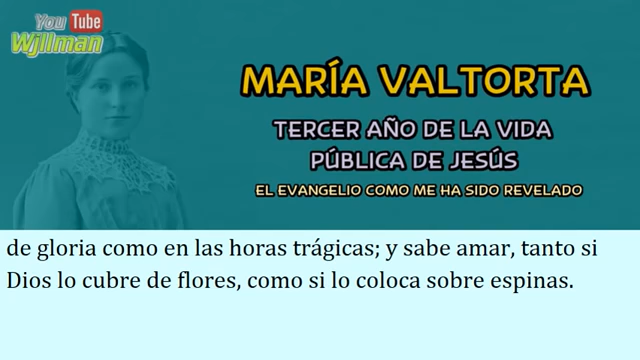 You Tube
Wjllman
MARÍA VALTORTA
TERCER AÑO DE LA VIDA
PÚBLICA DE JESÚS
EL EVANGELIO COMO ME HA SIDO REVELADO
de gloria como en las horas trágicas; y sabe amar, tanto si
Dios lo cubre de flores, como si lo coloca sobre espinas.